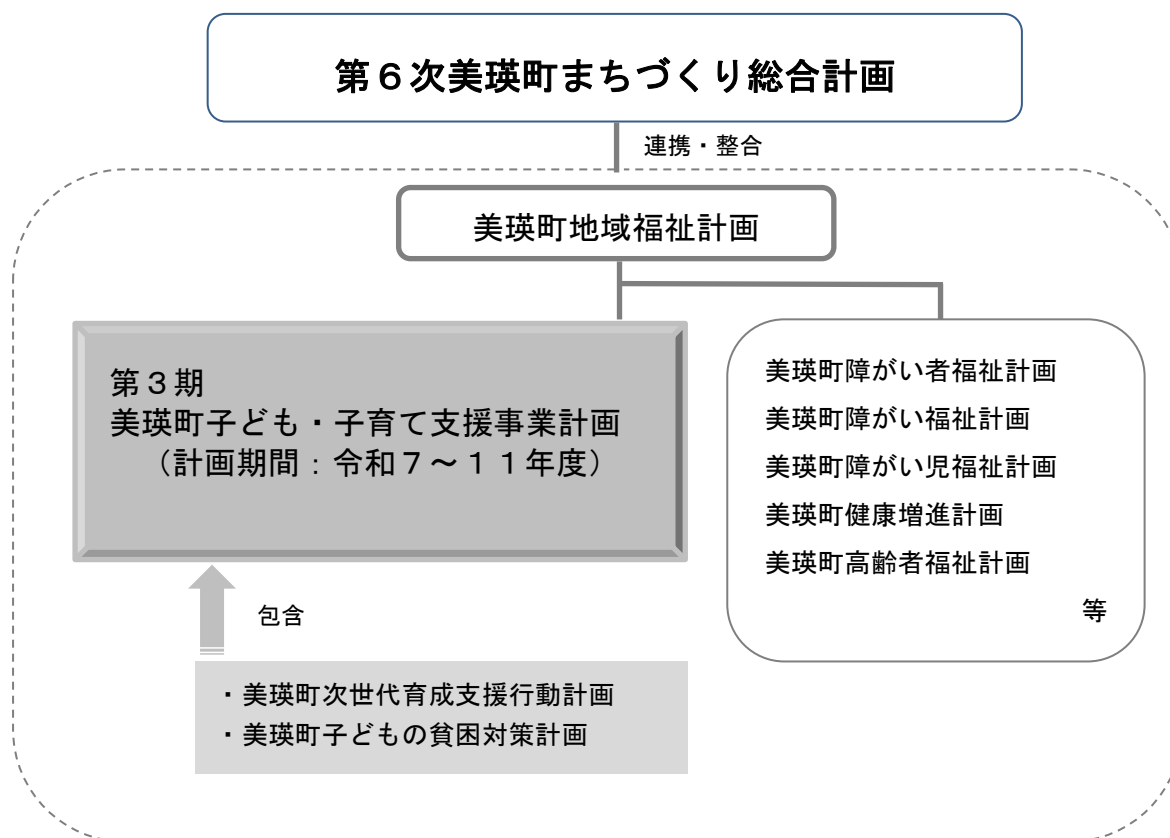 第６次美瑛町まちづくり総合計画
連携・整合
美瑛町地域福祉計画
第３期
美瑛町子ども・子育て支援事業計画
（計画期間：令和７～１１年度）
美瑛町障がい者福祉計画
美瑛町障がい福祉計画
美瑛町障がい児福祉計画
美瑛町健康増進計画
美瑛町高齢者福祉計画
等
包含
・美瑛町次世代育成支援行動計画
・美瑛町子どもの貧困対策計画